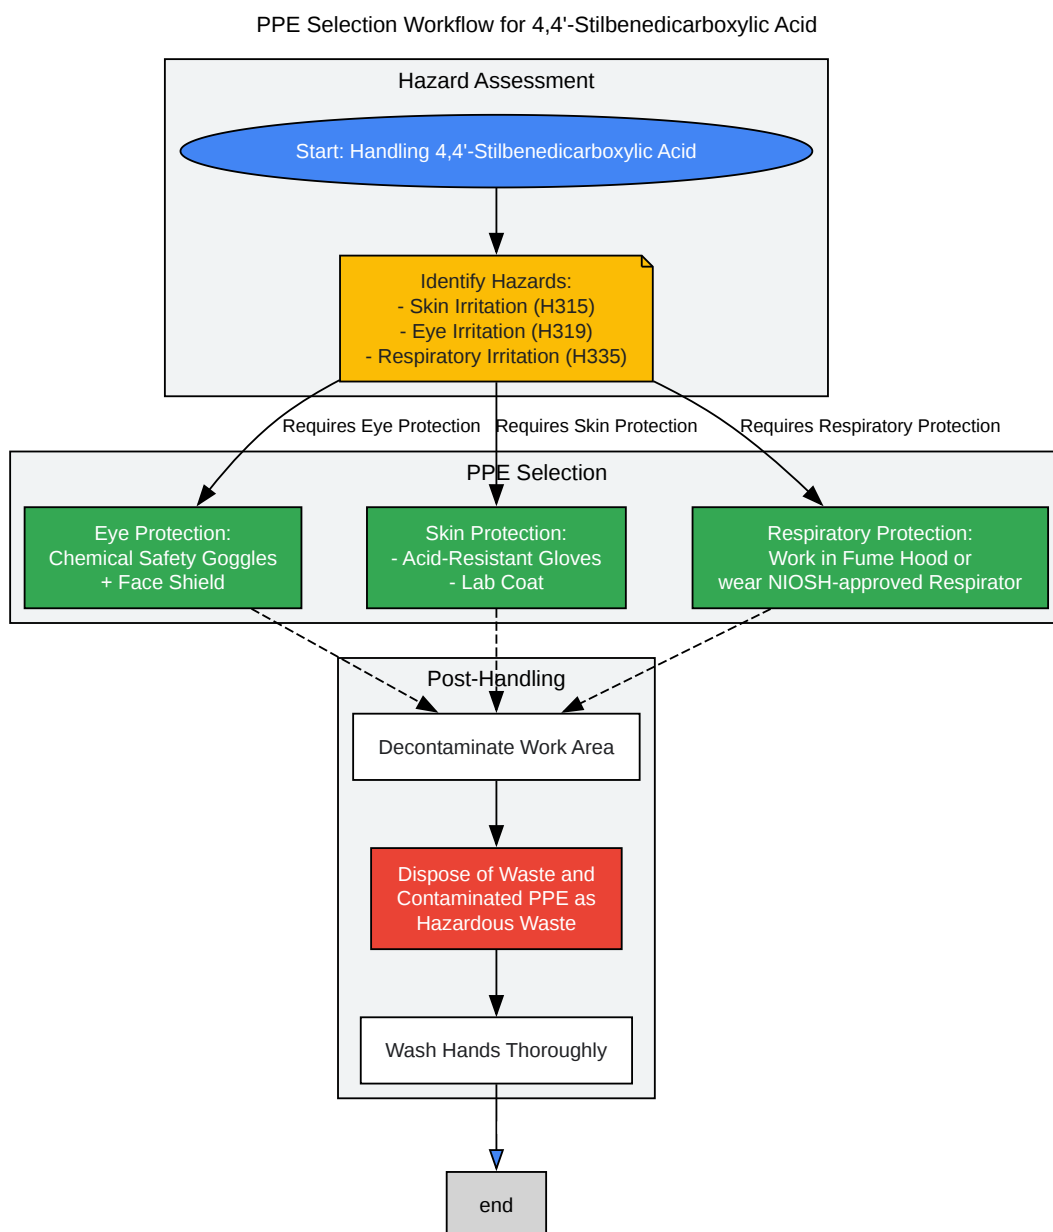 PPE Selection Workflow for 4,4'-Stilbenedicarboxylic Acid
Hazard Assessment
Start: Handling 4,4'-Stilbenedicarboxylic Acid
Identify Hazards:
- Skin Irritation (H315)
- Eye Irritation (H319)
- Respiratory Irritation (H335)
Requires Eye Protection
Requires Skin Protection
Requires Respiratory Protection
PPE Selection
Eye Protection:
Chemical Safety Goggles
+ Face Shield
Skin Protection:
- Acid-Resistant Gloves
- Lab Coat
Respiratory Protection:
Work in Fume Hood or
wear NIOSH-approved Respirator
Post-Handling
Decontaminate Work Area
Dispose of Waste and
Contaminated PPE as
Hazardous Waste
Wash Hands Thoroughly
end